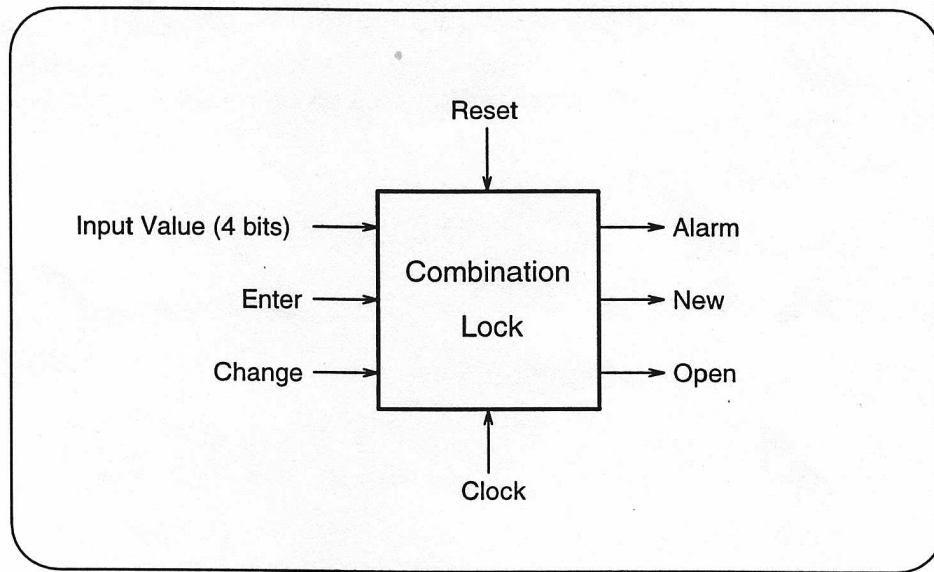 Reset
Input Value (4 bits)
Enter
Change
Combination
Lock
Alarm
New
Open
Clock